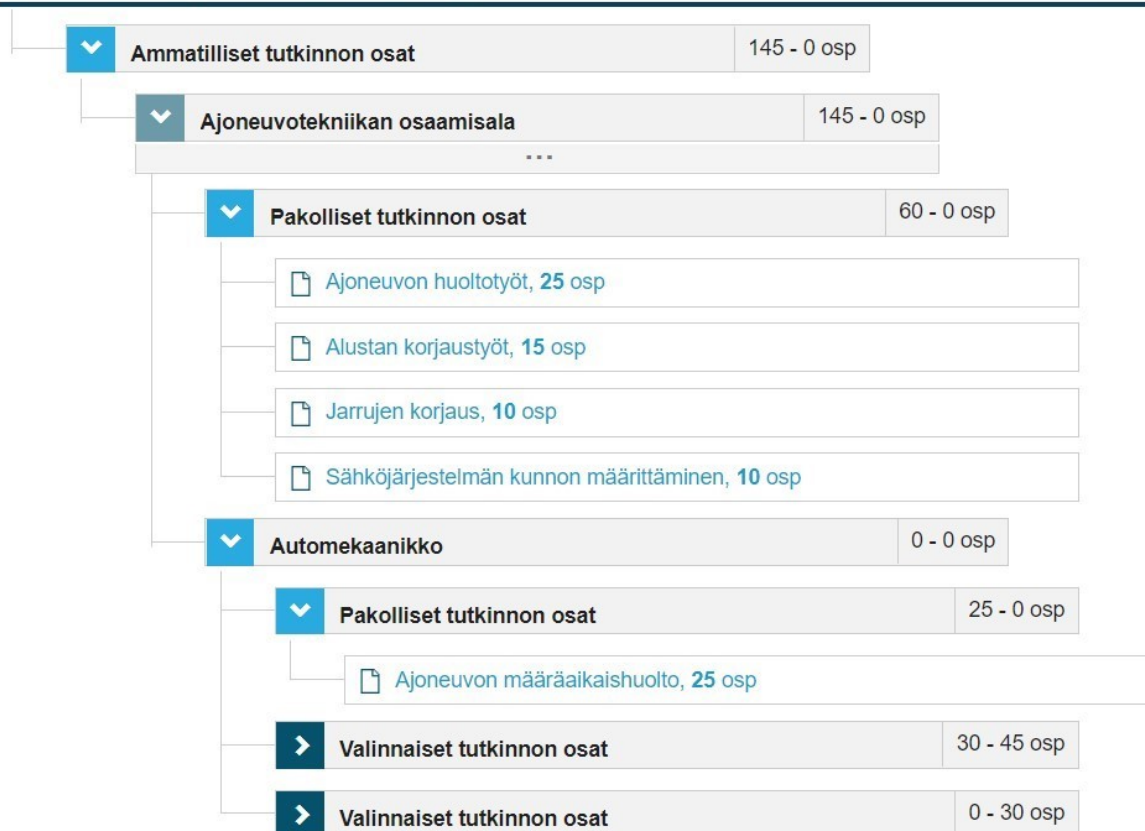 Ammatilliset tutkinnon osat 145 - 0 osp
Ajoneuvotekniikan osaamisala 145 - 0 osp
...
Pakolliset tutkinnon osat 60 - 0 osp
Ajoneuvon huoltotyöt, 25 osp
Alustan korjaustyöt, 15 osp
Jarrujen korjaus, 10 osp
Sähköjärjestelmän kunnon määrittäminen, 10 osp
Automekaanikko 0 - 0 osp
Pakolliset tutkinnon osat 25 - 0 osp
Ajoneuvon määräaikaishuolto, 25 osp
Valinnaiset tutkinnon osat 30 - 45 osp
Valinnaiset tutkinnon osat 0 - 30 osp